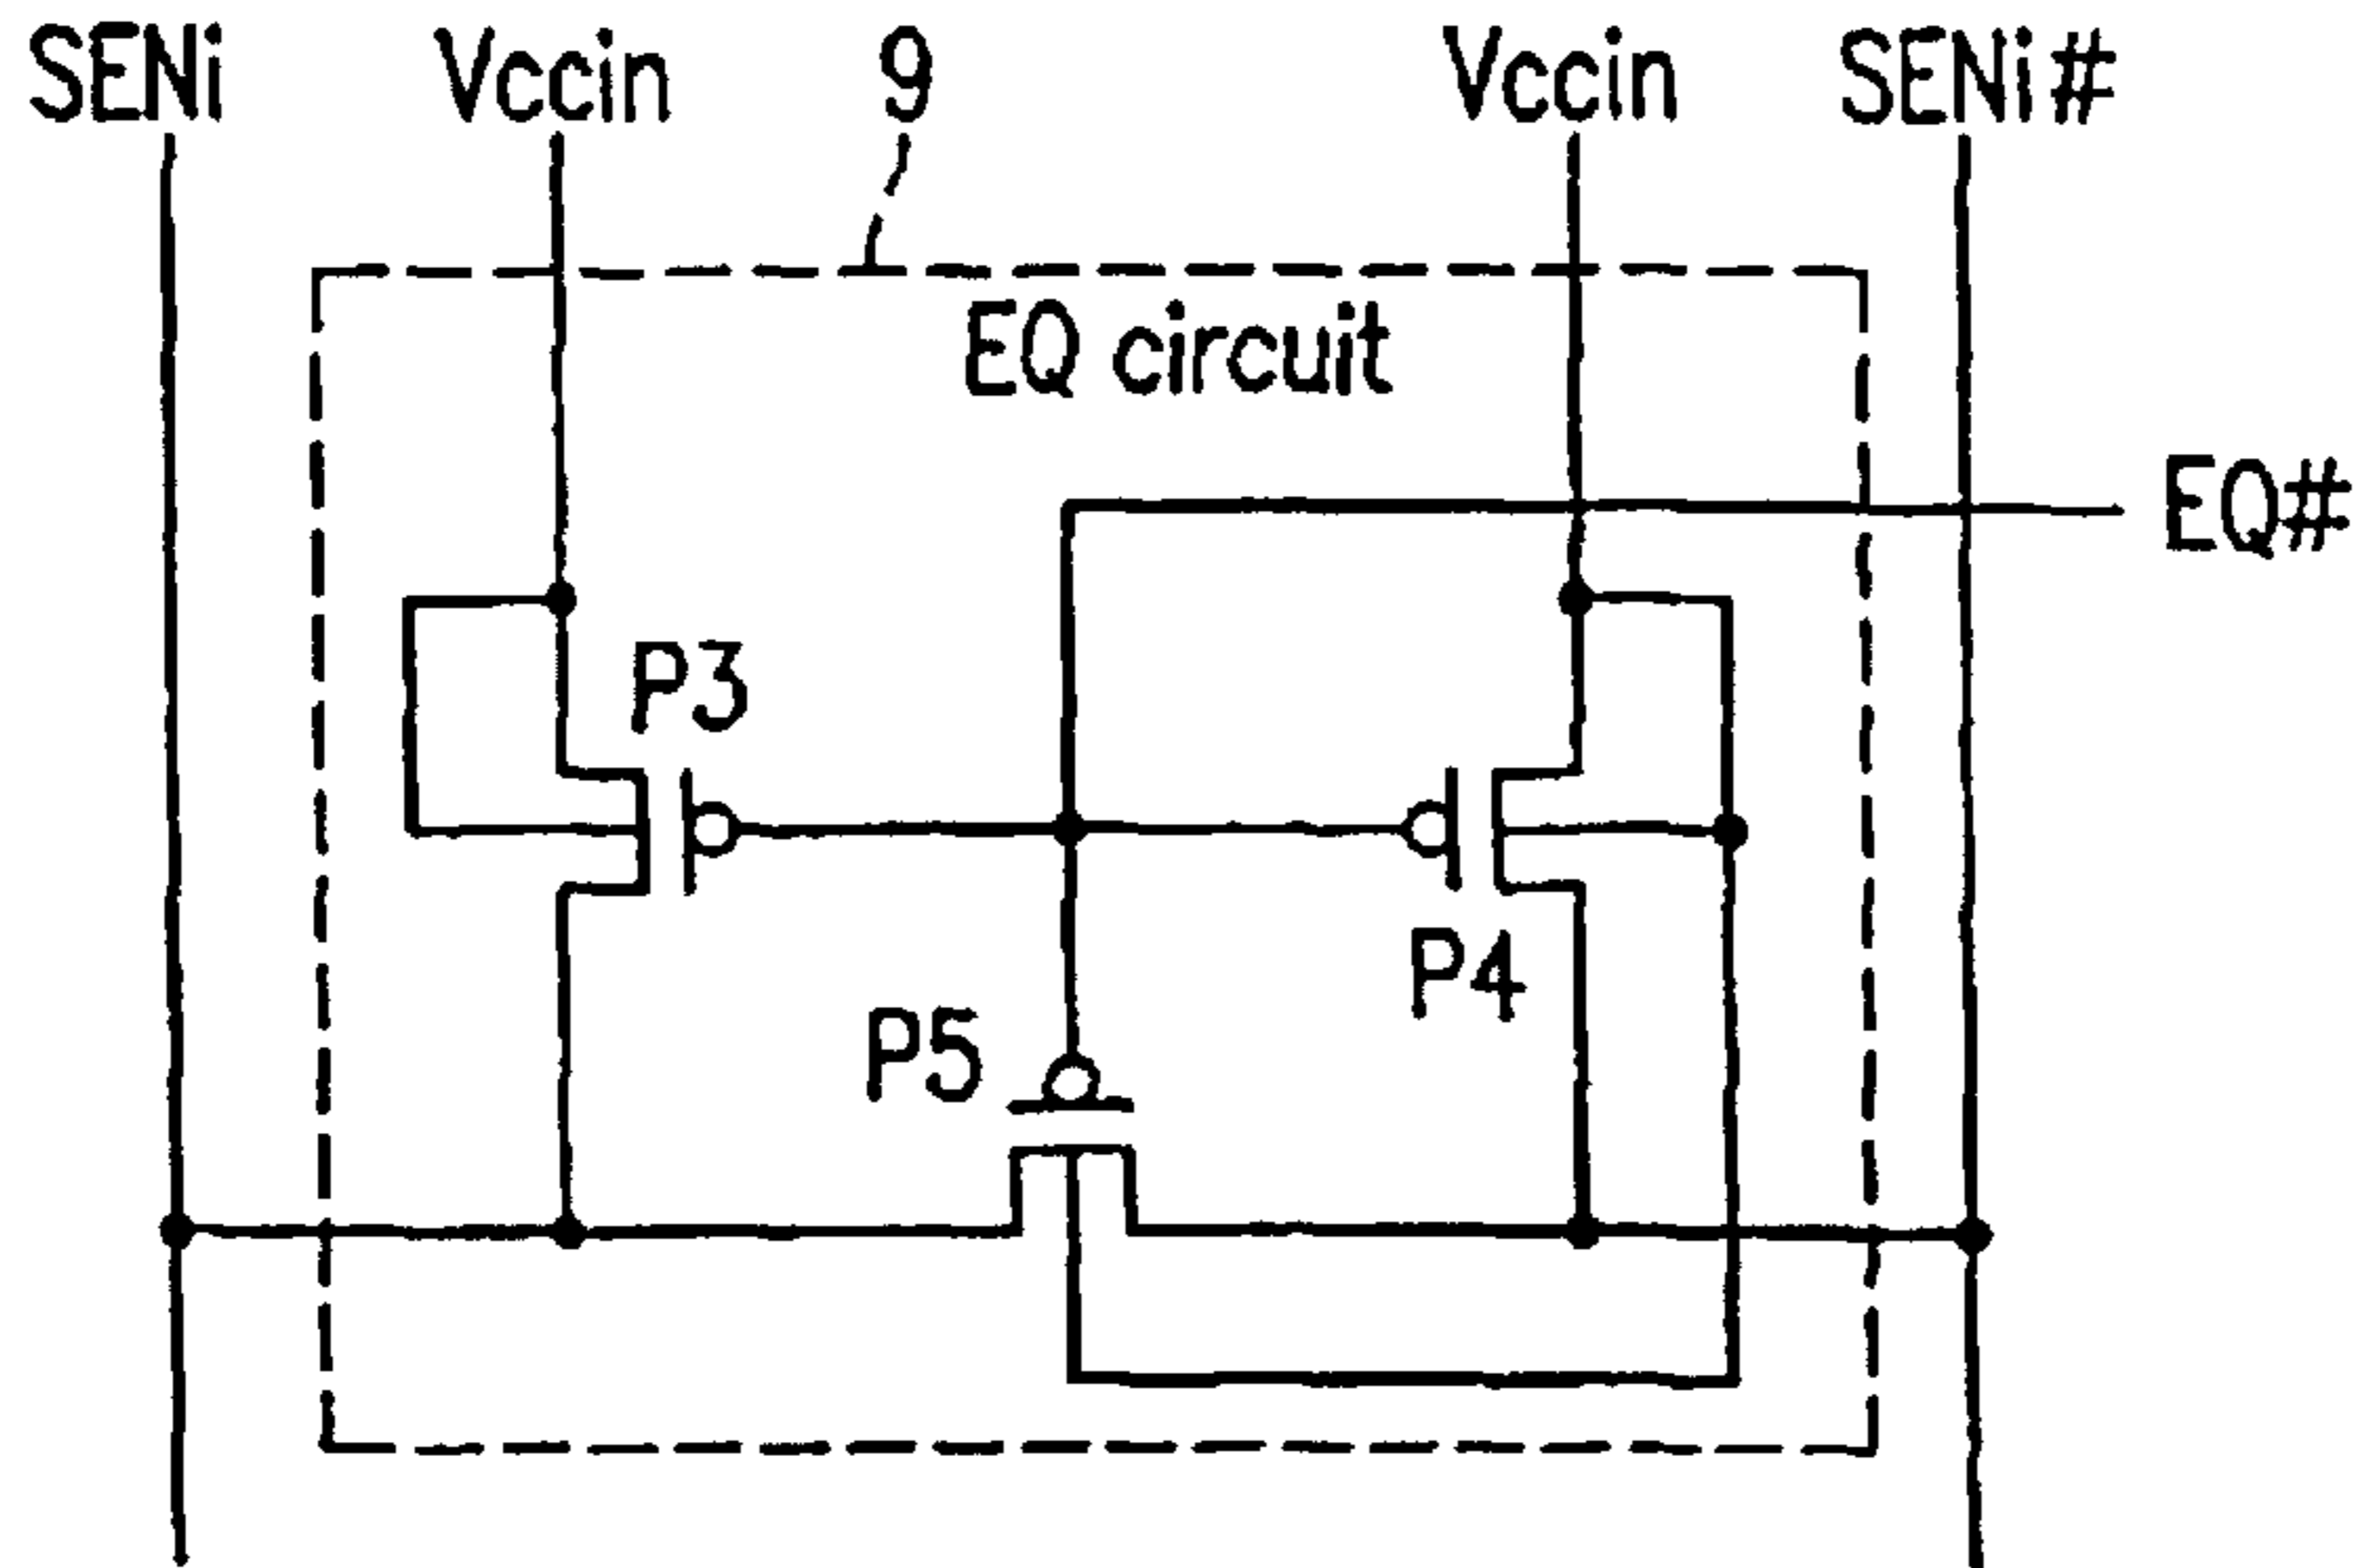 SENi Vccin 9 Vccin SENi#
EQ circuit
EQ#
P3
P4
P5